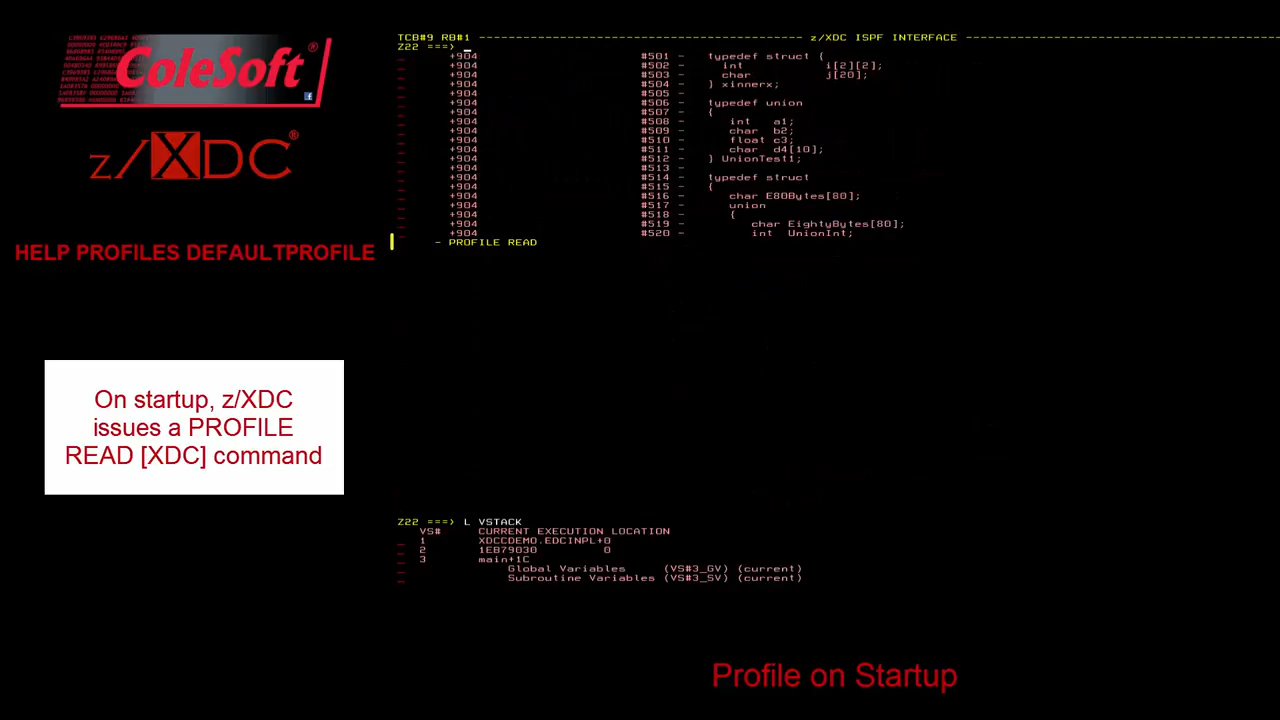 ColeSoft®
z/XDC®
HELP PROFILES DEFAULTPROFILE
On startup, z/XDC
issues a PROFILE
READ [XDC] command
TCB#9 RB#1 ---------------------------------------------- z/XDC ISPF INTERFACE -------------------------------------------
Z22 ===> _
_ +904 #501 - typedef struct {
_ +904 #502 - int i[2][2];
_ +904 #503 - char j[20];
_ +904 #504 - } xinnerx;
_ +904 #505 -
_ +904 #506 - typedef union
_ +904 #507 - {
_ +904 #508 - int a1;
_ +904 #509 - char b2;
_ +904 #510 - float c3;
_ +904 #511 - char d4[10];
_ +904 #512 - } UnionTest1;
_ +904 #513 -
_ +904 #514 - typedef struct
_ +904 #515 - {
_ +904 #516 - char E80Bytes[80];
_ +904 #517 - union
_ +904 #518 - {
_ +904 #519 - char EightyBytes[80];
_ +904 #520 - int UnionInt;
- PROFILE READ
Z22 ===> L VSTACK
VS# CURRENT EXECUTION LOCATION
_ 1 XDCCDEMO.EDCINPL+0
_ 2 1EB79030 0
_ 3 main+1C
_ Global Variables (VS#3_GV) (current)
_ Subroutine Variables (VS#3_SV) (current)
Profile on Startup